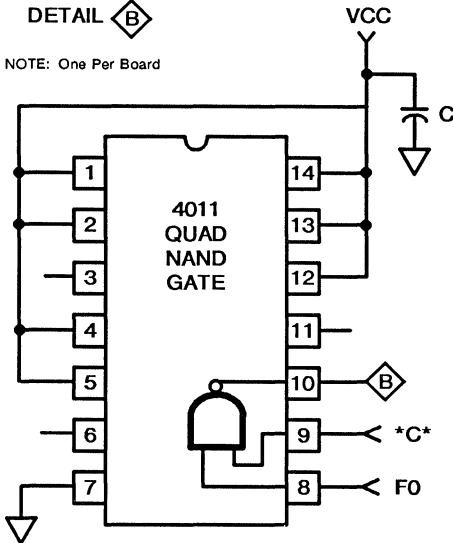 DETAIL B
VCC
NOTE: One Per Board
C
1
14
2
13
3
12
4
11
5
10
6
9
7
8
4011
QUAD
NAND
GATE
B
*C*
F0